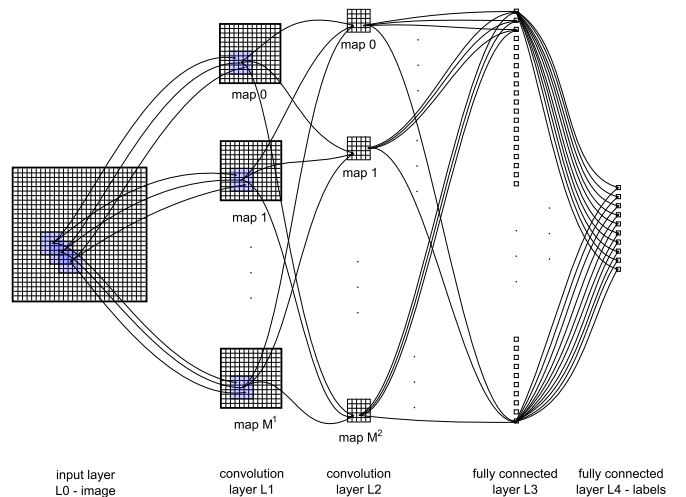 map 0
map 0
map 1
map 1
map M¹
map M²
input layer
L0 - image
convolution
layer L1
convolution
layer L2
fully connected
layer L3
fully connected
layer L4 - labels